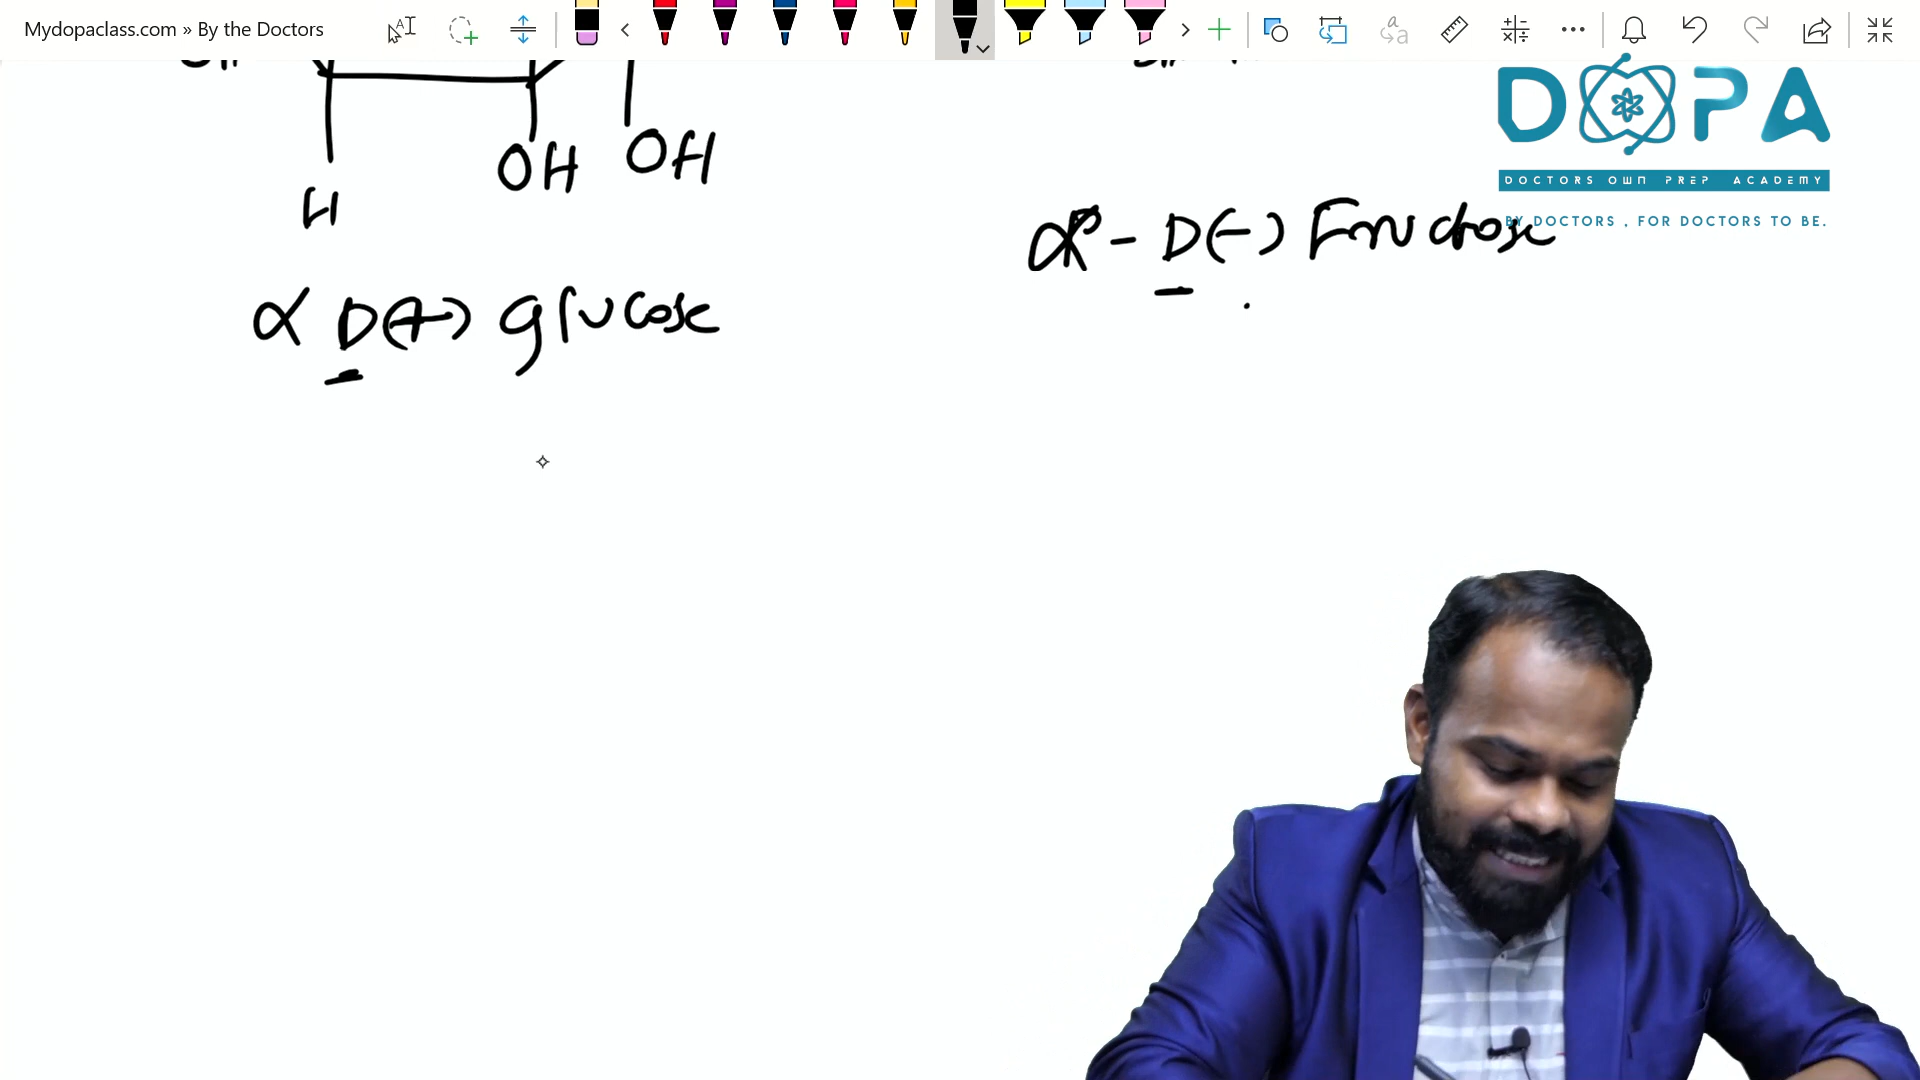 Mydopaclass.com » By the Doctors
DOPA
DOCTORS OWN PREP ACADEMY
BY DOCTORS , FOR DOCTORS TO BE.
OH OH
H
- D(-) Fructose
α D(+) glucose